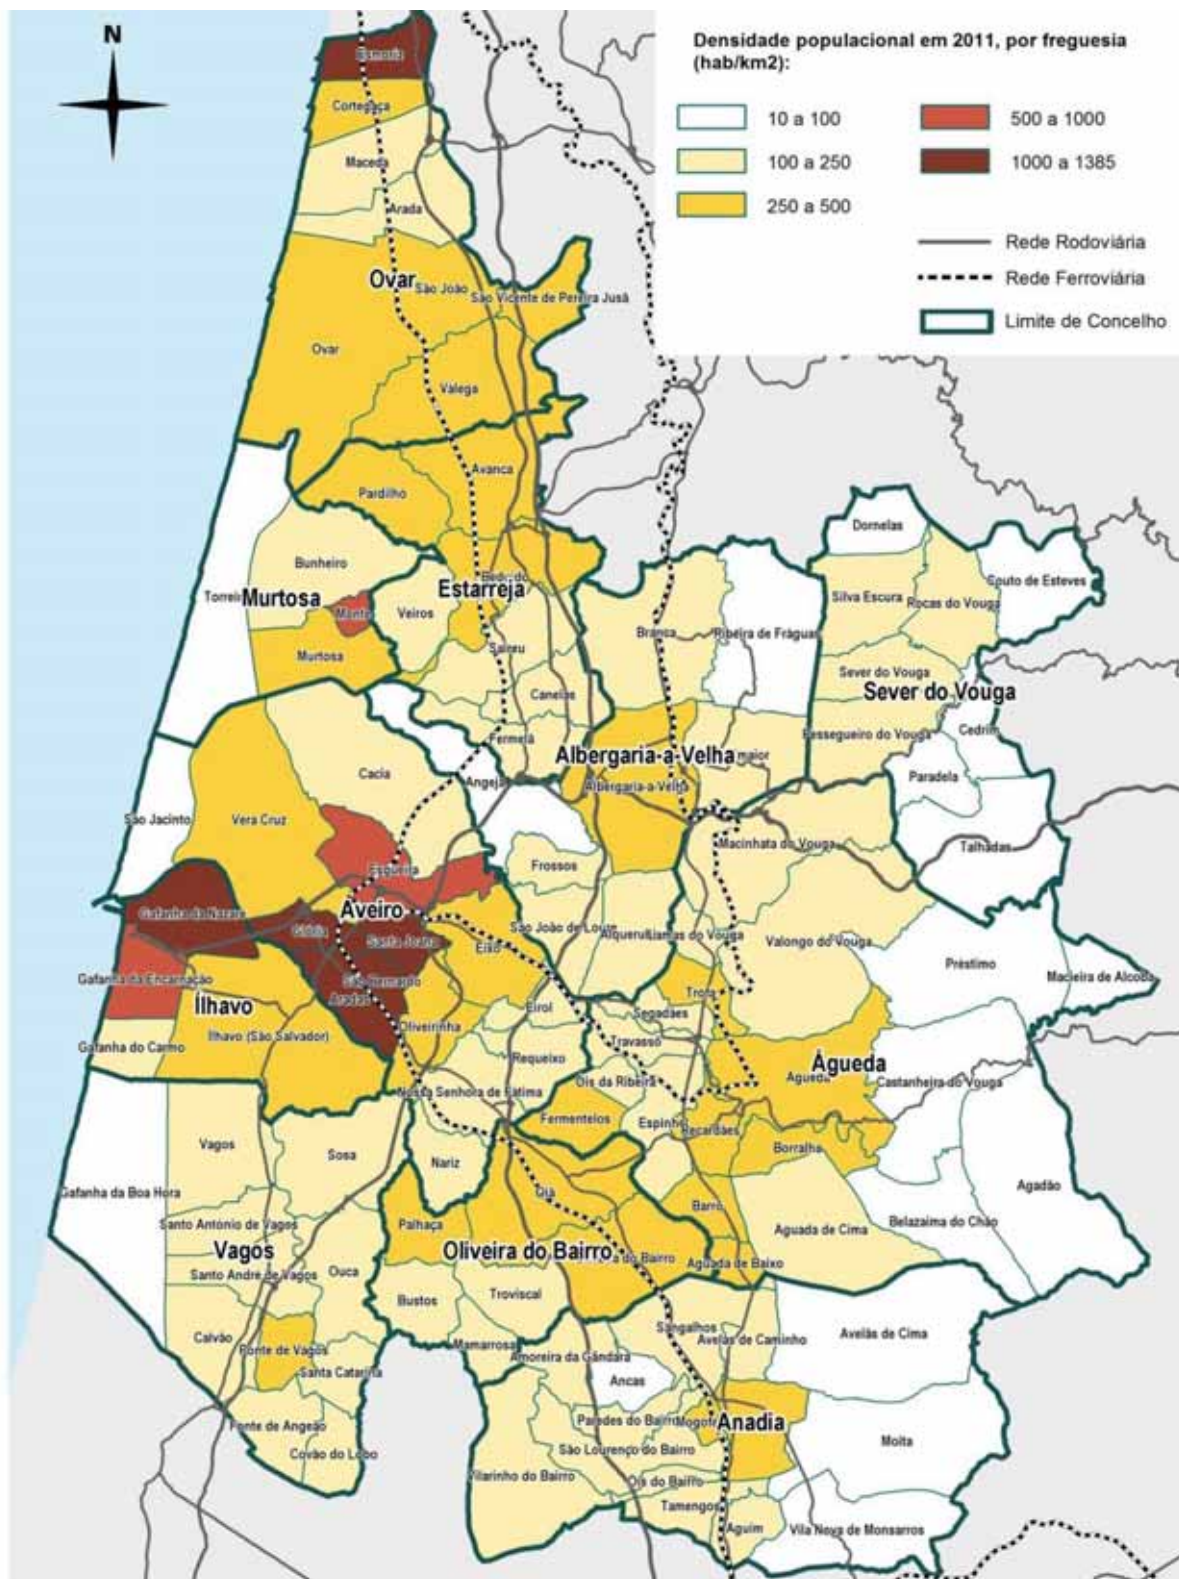 N
Densidade populacional em 2011, por freguesia
(hab/km2):
10 a 100
500 a 1000
100 a 250
1000 a 1385
250 a 500
Rede Rodoviária
Rede Ferroviária
Limite de Concelho
Esmoriz
Cortegaça
Maceda
Arada
Ovar
São João
São Vicente de Pereira Jusã
Ovar
Valega
Avanca
Pardilho
Dornelas
Bunheiro
Couto de Esteves
Silva Escura
Rocas do Vouga
Murtosa
Estarreja
Veiros
Monte
Branca
Ribeira de Fráguas
Murtosa
Salreu
Sever do Vouga
Sever do Vouga
Canelas
Cedrim
Fermelã
Pessegueiro do Vouga
Albergaria-a-Velha
maior
Cacia
Angeja
Paradela
Albergaria-a-Velha
São Jacinto
Vera Cruz
Macinhata do Vouga
Talhadas
Frossos
Esgueira
Gafanha da Nazaré
Aveiro
Glória
Santa Joana
São João de Loure
Eixo
Valongo do Vouga
Préstimo
Macieira de Alcoba
Gafanha da Encarnação
São Bernardo
Aradas
Ílhavo
Trofa
Eirol
Segadães
Oliveirinha
Ílhavo (São Salvador)
Travassô
Gafanha do Carmo
Requeixo
Águeda
Águeda
Castanheira do Vouga
Ois da Ribeira
Nossa Senhora de Fátima
Fermentelos
Espinhel
Recardães
Borralha
Vagos
Sosa
Nariz
Gafanha da Boa Hora
Oiã
Agadão
Barrô
Palhaça
Belazaima do Chão
Santo António de Vagos
Aguada de Cima
Vagos
Oliveira do Bairro
do Bairro
Aguada de Baixo
Santo André de Vagos
Ouca
Bustos
Troviscal
Calvão
Sangalhos
Avelãs de Caminho
Avelãs de Cima
Ponte de Vagos
Mamarrosa
Amoreira da Gândara
Santa Catarina
Ancas
Fonte de Angeão
Paredes do Bairro
Anadia
Moita
Covão do Lobo
São Lourenço do Bairro
Vilarinho do Bairro
Ois do Bairro
Tamengos
Aguim
Vila Nova de Monsarros